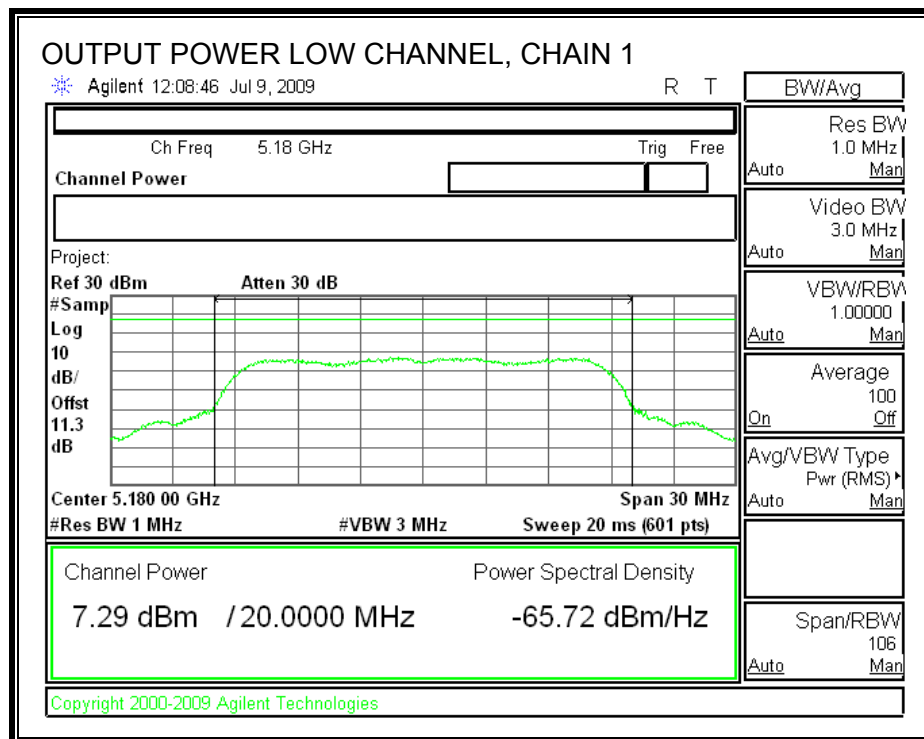 OUTPUT POWER LOW CHANNEL, CHAIN 1
Agilent 12:08:46 Jul 9, 2009 R T
Ch Freq 5.18 GHz Trig Free
Channel Power
Project:
Ref 30 dBm Atten 30 dB
#Samp
Log
10
dB/
Offst
11.3
dB
Center 5.180 00 GHz Span 30 MHz
#Res BW 1 MHz #VBW 3 MHz Sweep 20 ms (601 pts)
Channel Power Power Spectral Density
7.29 dBm / 20.0000 MHz -65.72 dBm/Hz
Copyright 2000-2009 Agilent Technologies
BW/Avg
Res BW
1.0 MHz
Auto Man
Video BW
3.0 MHz
Auto Man
VBW/RBW
1.00000
Auto Man
Average
100
On Off
Avg/VBW Type
Pwr (RMS)
Auto Man
Span/RBW
106
Auto Man